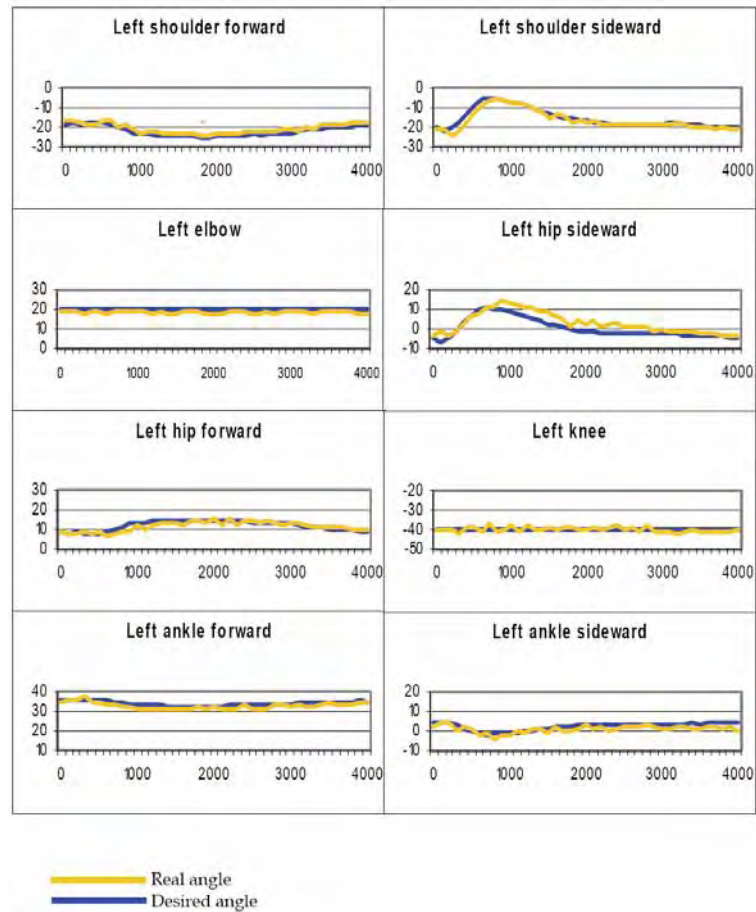 Left shoulder forward
0
-10
-20
-30
0 1000 2000 3000 4000
Left shoulder sideward
0
-10
-20
-30
0 1000 2000 3000 4000
Left elbow
30
20
10
0
0 1000 2000 3000 4000
Left hip sideward
20
10
0
-10
0 1000 2000 3000 4000
Left hip forward
30
20
10
0
0 1000 2000 3000 4000
Left knee
-20
-30
-40
-50
0 1000 2000 3000 4000
Left ankle forward
40
30
20
10
0 1000 2000 3000 4000
Left ankle sideward
20
10
0
-10
0 1000 2000 3000 4000
Real angle
Desired angle